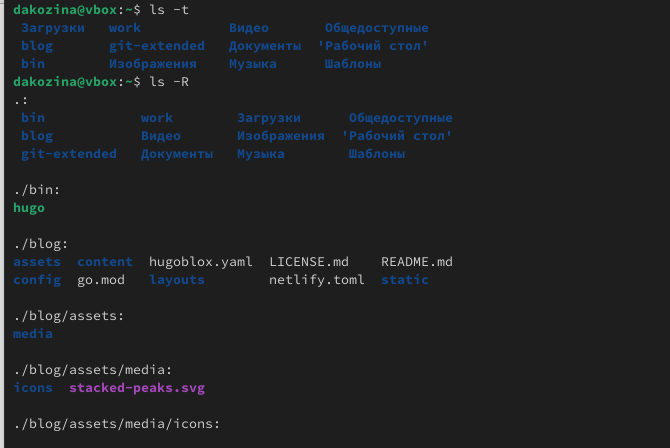 dakozina@vbox:~$ ls -t
Загрузки work Видео Общедоступные
blog git-extended Документы 'Рабочий стол'
bin Изображения Музыка Шаблоны
dakozina@vbox:~$ ls -R
.:
bin work Загрузки Общедоступные
blog Видео Изображения 'Рабочий стол'
git-extended Документы Музыка Шаблоны
./bin:
hugo
./blog:
assets content hugoblox.yaml LICENSE.md README.md
config go.mod layouts netlify.toml static
./blog/assets:
media
./blog/assets/media:
icons stacked-peaks.svg
./blog/assets/media/icons: